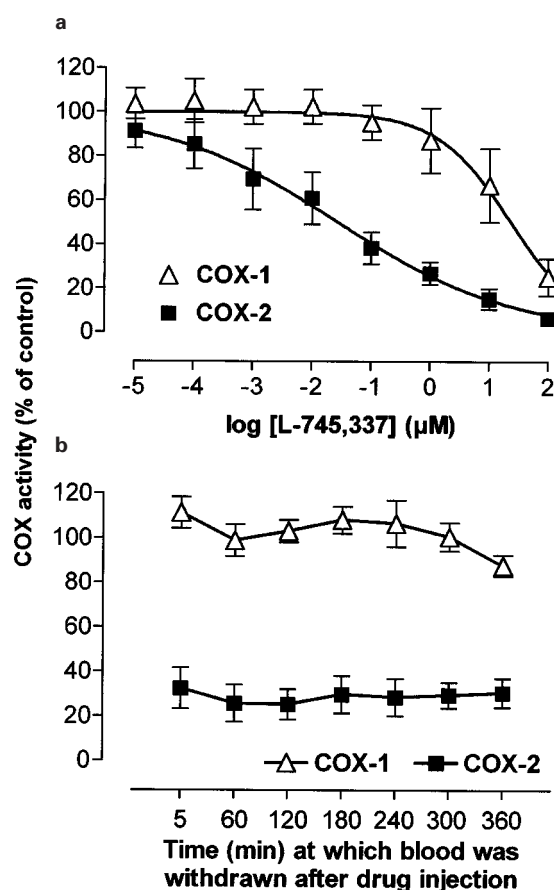 a
120
100
80
60
40
20
0
COX-1
COX-2
-5 -4 -3 -2 -1 0 1 2
log [L-745,337] (µM)
COX activity (% of control)
b
120
100
80
60
40
20
0
COX-1 COX-2
5 60 120 180 240 300 360
Time (min) at which blood was
withdrawn after drug injection